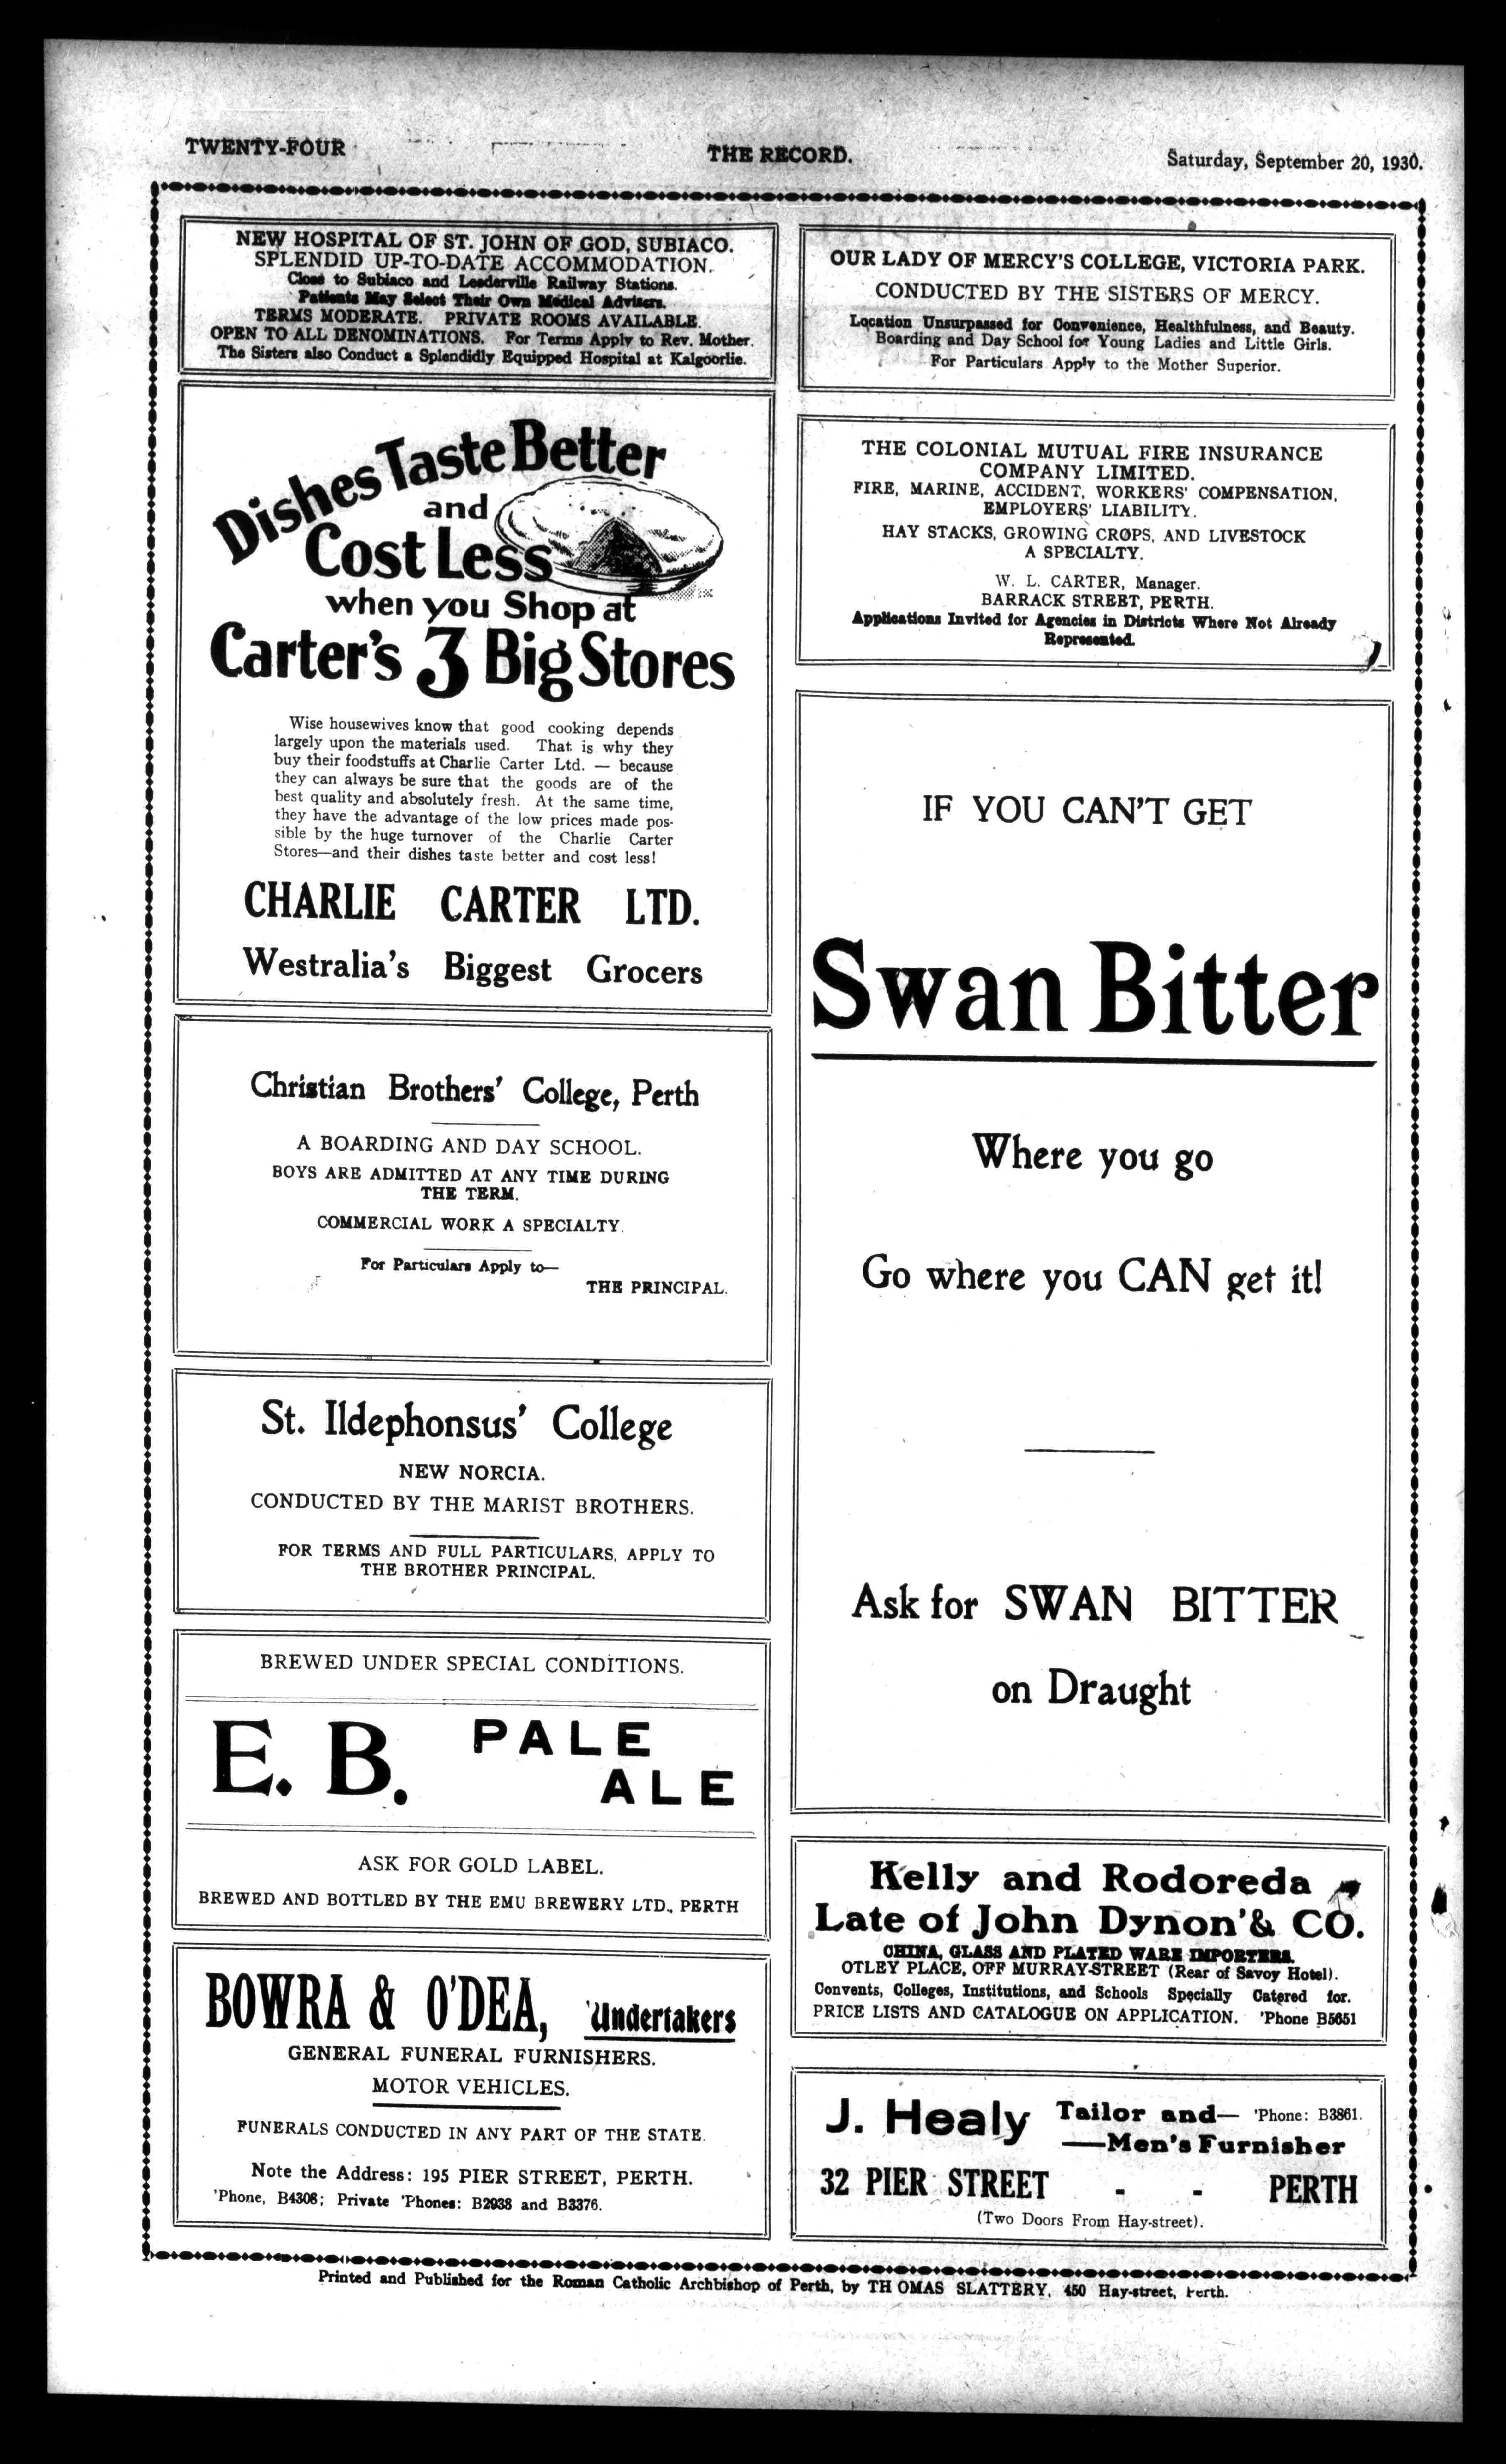 TWENTY-FOUR
THE RECORD.
Saturday, September 20, 1930.
NEW HOSPITAL OF ST. JOHN OF GOD, SUBIACO.
SPLENDID UP-TO-DATE ACCOMMODATION.
Close to Subiaco and Leederville Railway Stations.
Patients May Select Their Own Medical Advisers.
TERMS MODERATE. PRIVATE ROOMS AVAILABLE.
OPEN TO ALL DENOMINATIONS. For Terms Apply to Rev. Mother.
The Sisters also Conduct a Splendidly Equipped Hospital at Kalgoorlie.
Dishes Taste Better
and
Cost Less
when you Shop at
Carter's 3 Big Stores
Wise housewives know that good cooking depends
largely upon the materials used. That is why they
buy their foodstuffs at Charlie Carter Ltd. — because
they can always be sure that the goods are of the
best quality and absolutely fresh. At the same time,
they have the advantage of the low prices made pos-
sible by the huge turnover of the Charlie Carter
Stores—and their dishes taste better and cost less!
CHARLIE CARTER LTD.
Westralia's Biggest Grocers
Christian Brothers' College, Perth
A BOARDING AND DAY SCHOOL.
BOYS ARE ADMITTED AT ANY TIME DURING
THE TERM.
COMMERCIAL WORK A SPECIALTY.
For Particulars Apply to—
THE PRINCIPAL.
St. Ildephonsus' College
NEW NORCIA.
CONDUCTED BY THE MARIST BROTHERS.
FOR TERMS AND FULL PARTICULARS, APPLY TO
THE BROTHER PRINCIPAL.
BREWED UNDER SPECIAL CONDITIONS.
E. B. PALE
ALE
ASK FOR GOLD LABEL.
BREWED AND BOTTLED BY THE EMU BREWERY LTD., PERTH
BOWRA & O'DEA, Undertakers
GENERAL FUNERAL FURNISHERS.
MOTOR VEHICLES.
FUNERALS CONDUCTED IN ANY PART OF THE STATE.
Note the Address: 195 PIER STREET, PERTH.
'Phone, B4308; Private 'Phones: B2938 and B3376.
OUR LADY OF MERCY'S COLLEGE, VICTORIA PARK.
CONDUCTED BY THE SISTERS OF MERCY.
Location Unsurpassed for Convenience, Healthfulness, and Beauty.
Boarding and Day School for Young Ladies and Little Girls.
For Particulars Apply to the Mother Superior.
THE COLONIAL MUTUAL FIRE INSURANCE
COMPANY LIMITED.
FIRE, MARINE, ACCIDENT, WORKERS' COMPENSATION,
EMPLOYERS' LIABILITY.
HAY STACKS, GROWING CROPS, AND LIVESTOCK
A SPECIALTY.
W. L. CARTER, Manager.
BARRACK STREET, PERTH.
Applications Invited for Agencies in Districts Where Not Already
Represented.
IF YOU CAN'T GET
Swan Bitter
Where you go
Go where you CAN get it!
Ask for SWAN BITTER
on Draught
Kelly and Rodoreda
Late of John Dynon & CO.
CHINA, GLASS AND PLATED WARE IMPORTERS.
OTLEY PLACE, OFF MURRAY-STREET (Rear of Savoy Hotel).
Convents, Colleges, Institutions, and Schools Specially Catered for.
PRICE LISTS AND CATALOGUE ON APPLICATION. 'Phone B5651
J. Healy Tailor and— 'Phone: B3861.
—Men's Furnisher
32 PIER STREET - - PERTH
(Two Doors From Hay-street).
Printed and Published for the Roman Catholic Archbishop of Perth, by THOMAS SLATTERY, 450 Hay-street, Perth.